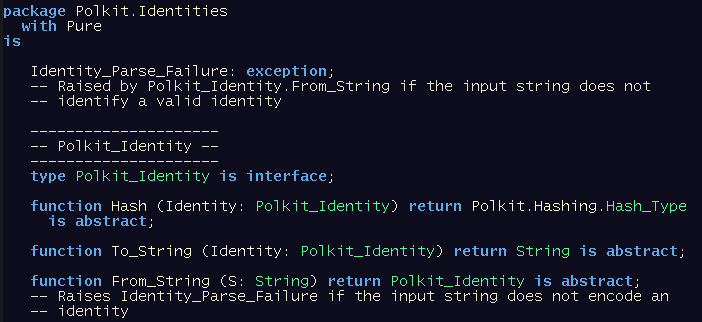 package Polkit.Identities
with Pure
is
Identity_Parse_Failure: exception;
-- Raised by Polkit_Identity.From_String if the input string does not
-- identify a valid identity
---------------------
-- Polkit_Identity --
---------------------
type Polkit_Identity is interface;
function Hash (Identity: Polkit_Identity) return Polkit.Hashing.Hash_Type
is abstract;
function To_String (Identity: Polkit_Identity) return String is abstract;
function From_String (S: String) return Polkit_Identity is abstract;
-- Raises Identity_Parse_Failure if the input string does not encode an
-- identity